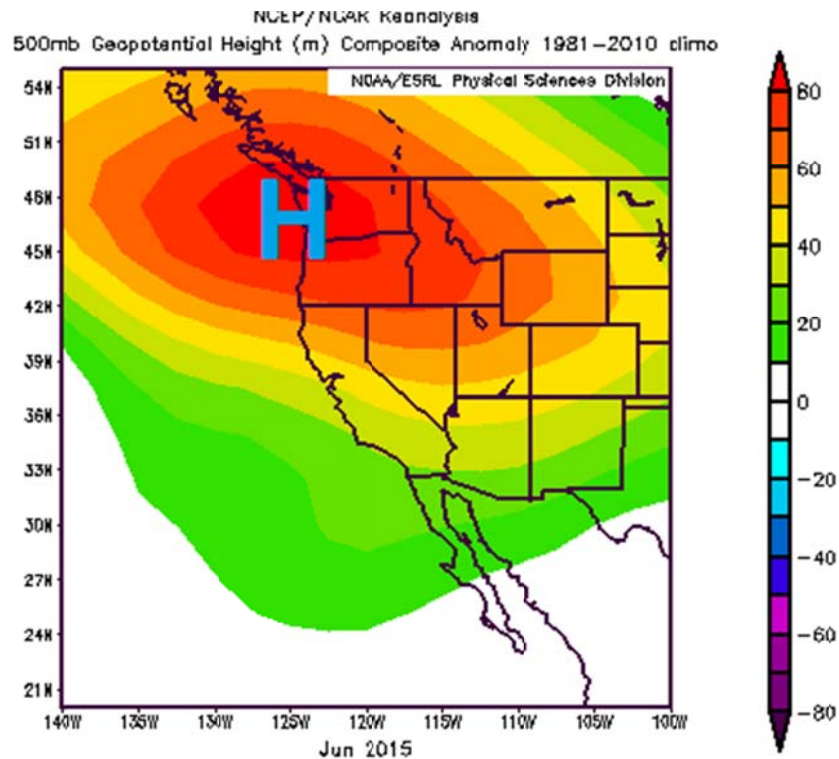 NCEP/NCAR Reanalysis
500mb Geopotential Height (m) Composite Anomaly 1981-2010 climo
NOAA/ESRL Physical Sciences Division
54N
51N
48N
45N
42N
39N
36N
33N
30N
27N
24N
21N
H
140W 135W 130W 125W 120W 115W 110W 105W 100W
Jun 2015
80
60
40
20
0
-20
-40
-60
-80